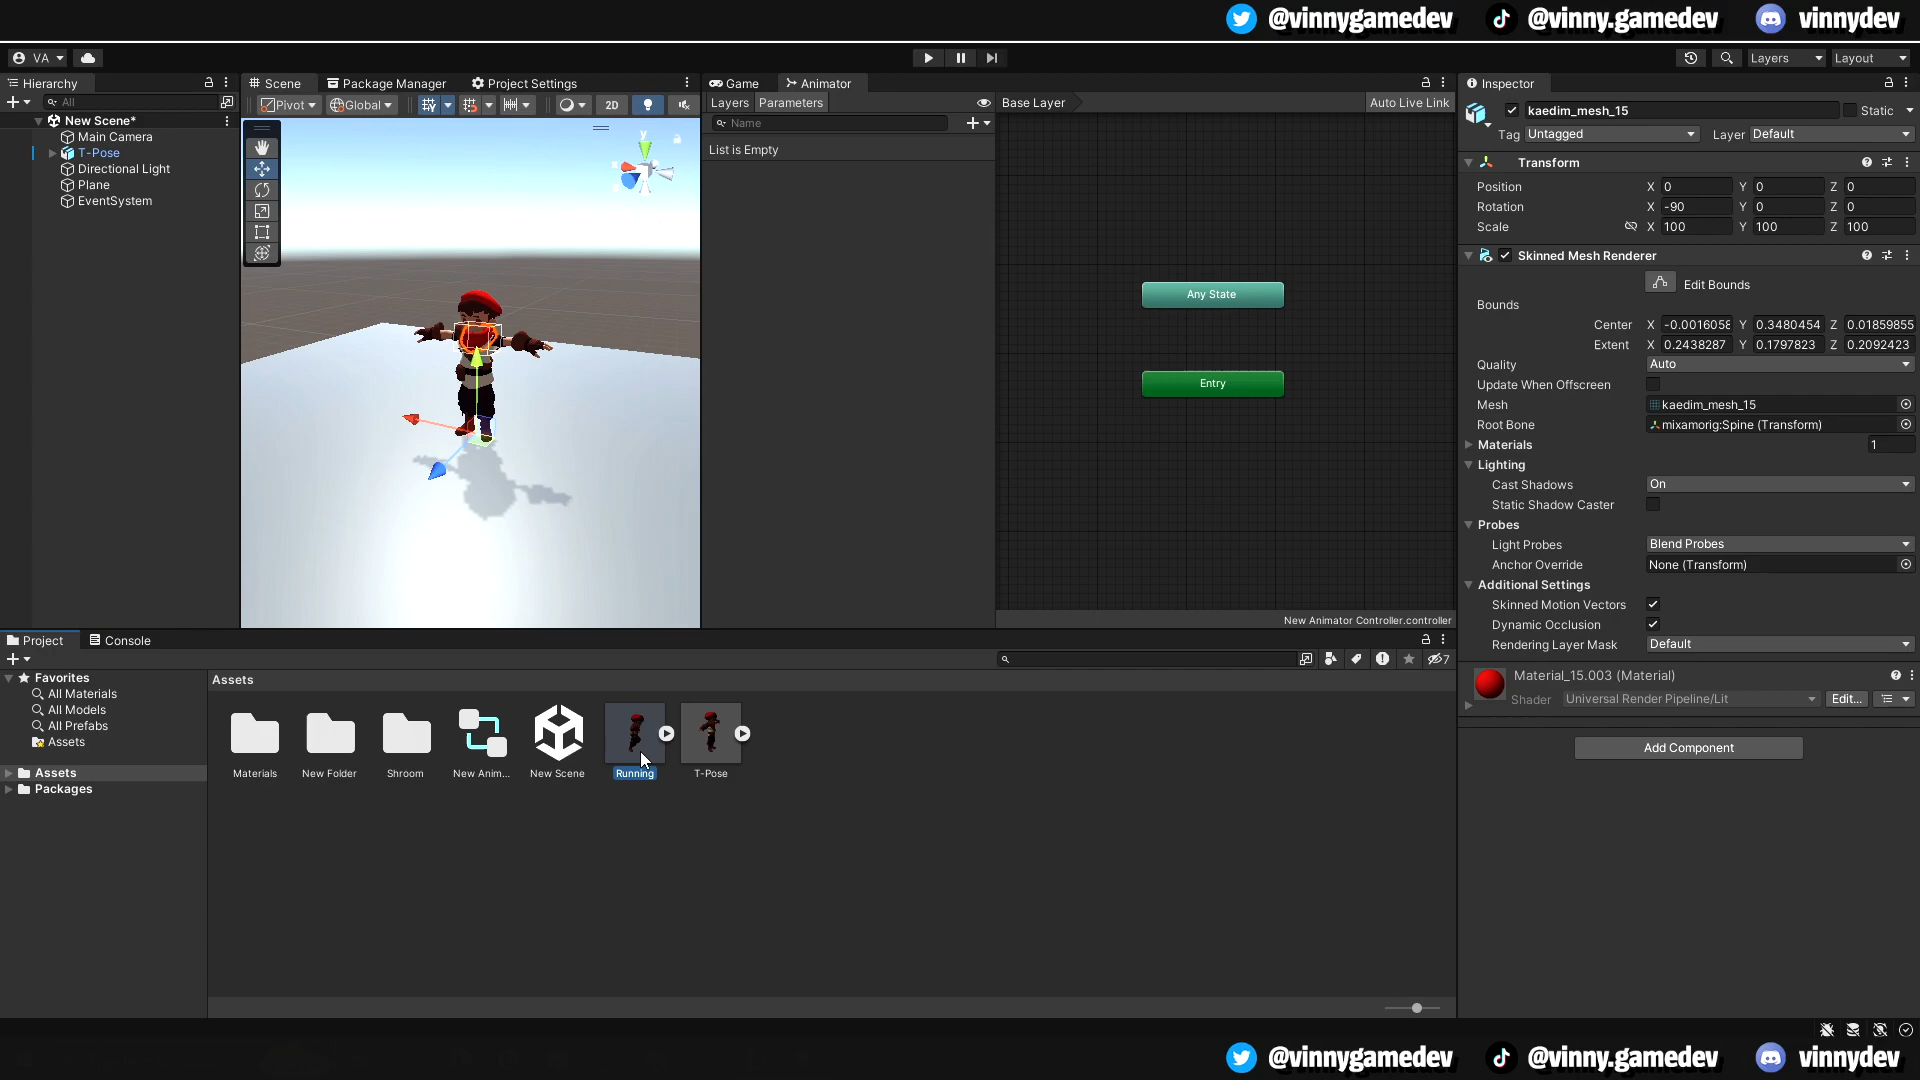 @vinnygamedev @vinny.gamedev vinnydev
VA Layers Layout
Hierarchy
All
New Scene*
Main Camera
T-Pose
Directional Light
Plane
EventSystem
Scene Package Manager Project Settings
Pivot Global 2D
y
Game Animator
Layers Parameters Base Layer Auto Live Link
Name
List is Empty
Any State
Entry
New Animator Controller.controller
Inspector
kaedim_mesh_15 Static
Tag Untagged Layer Default
Transform
Position X 0 Y 0 Z 0
Rotation X -90 Y 0 Z 0
Scale X 100 Y 100 Z 100
Skinned Mesh Renderer
Edit Bounds
Bounds
Center X -0.0016058 Y 0.3480454 Z 0.01859855
Extent X 0.2438287 Y 0.1797823 Z 0.2092423
Quality Auto
Update When Offscreen
Mesh kaedim_mesh_15
Root Bone mixamorig:Spine (Transform)
Materials 1
Lighting
Cast Shadows On
Static Shadow Caster
Probes
Light Probes Blend Probes
Anchor Override None (Transform)
Additional Settings
Skinned Motion Vectors
Dynamic Occlusion
Rendering Layer Mask Default
Material_15.003 (Material)
Shader Universal Render Pipeline/Lit Edit...
Add Component
Project Console
7
Favorites
All Materials
All Models
All Prefabs
Assets
Assets
Packages
Assets
Materials New Folder Shroom New Anim... New Scene Running T-Pose
@vinnygamedev @vinny.gamedev vinnydev